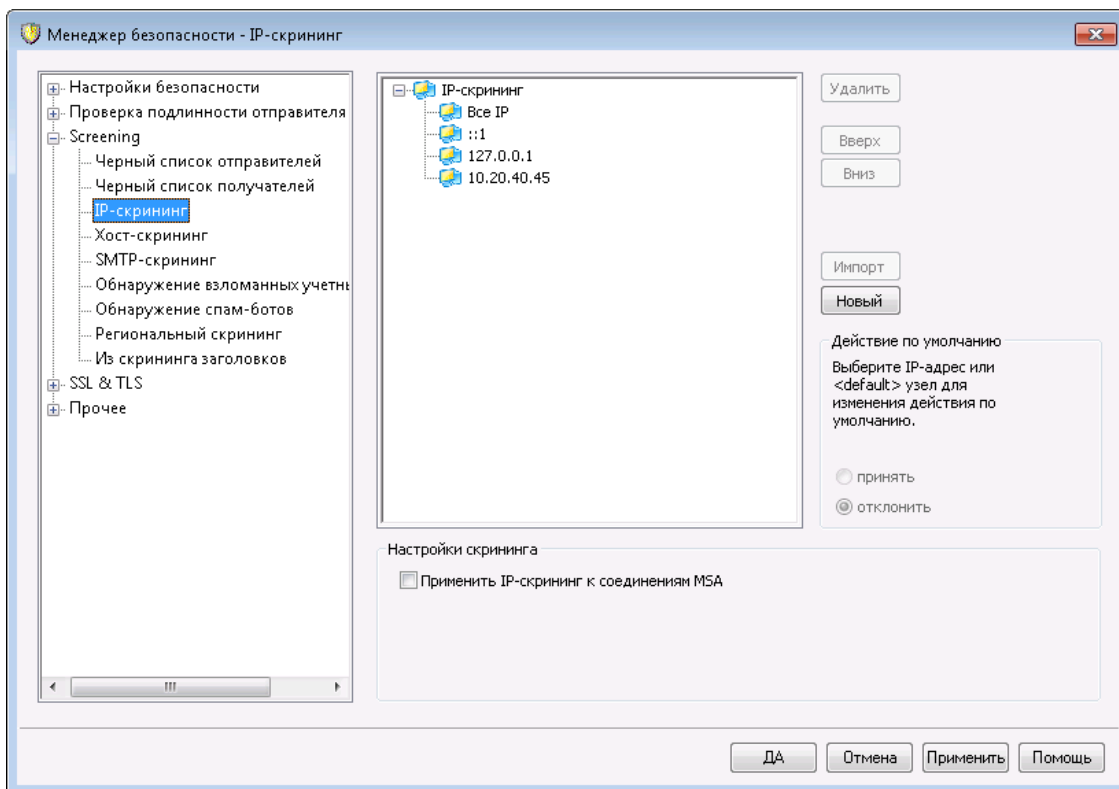 Менеджер безопасности - IP-скрининг
Настройки безопасности
Проверка подлинности отправителя
Screening
Черный список отправителей
Черный список получателей
IP-скрининг
Хост-скрининг
SMTP-скрининг
Обнаружение взломанных учетны
Обнаружение спам-ботов
Региональный скрининг
Из скрининга заголовков
SSL & TLS
Прочее
IP-скрининг
Все IP
::1
127.0.0.1
10.20.40.45
Удалить
Вверх
Вниз
Импорт
Новый
Действие по умолчанию
Выберите IP-адрес или
<default> узел для
изменения действия по
умолчанию.
принять
отклонить
Настройки скрининга
Применить IP-скрининг к соединениям MSA
ДА
Отмена
Применить
Помощь